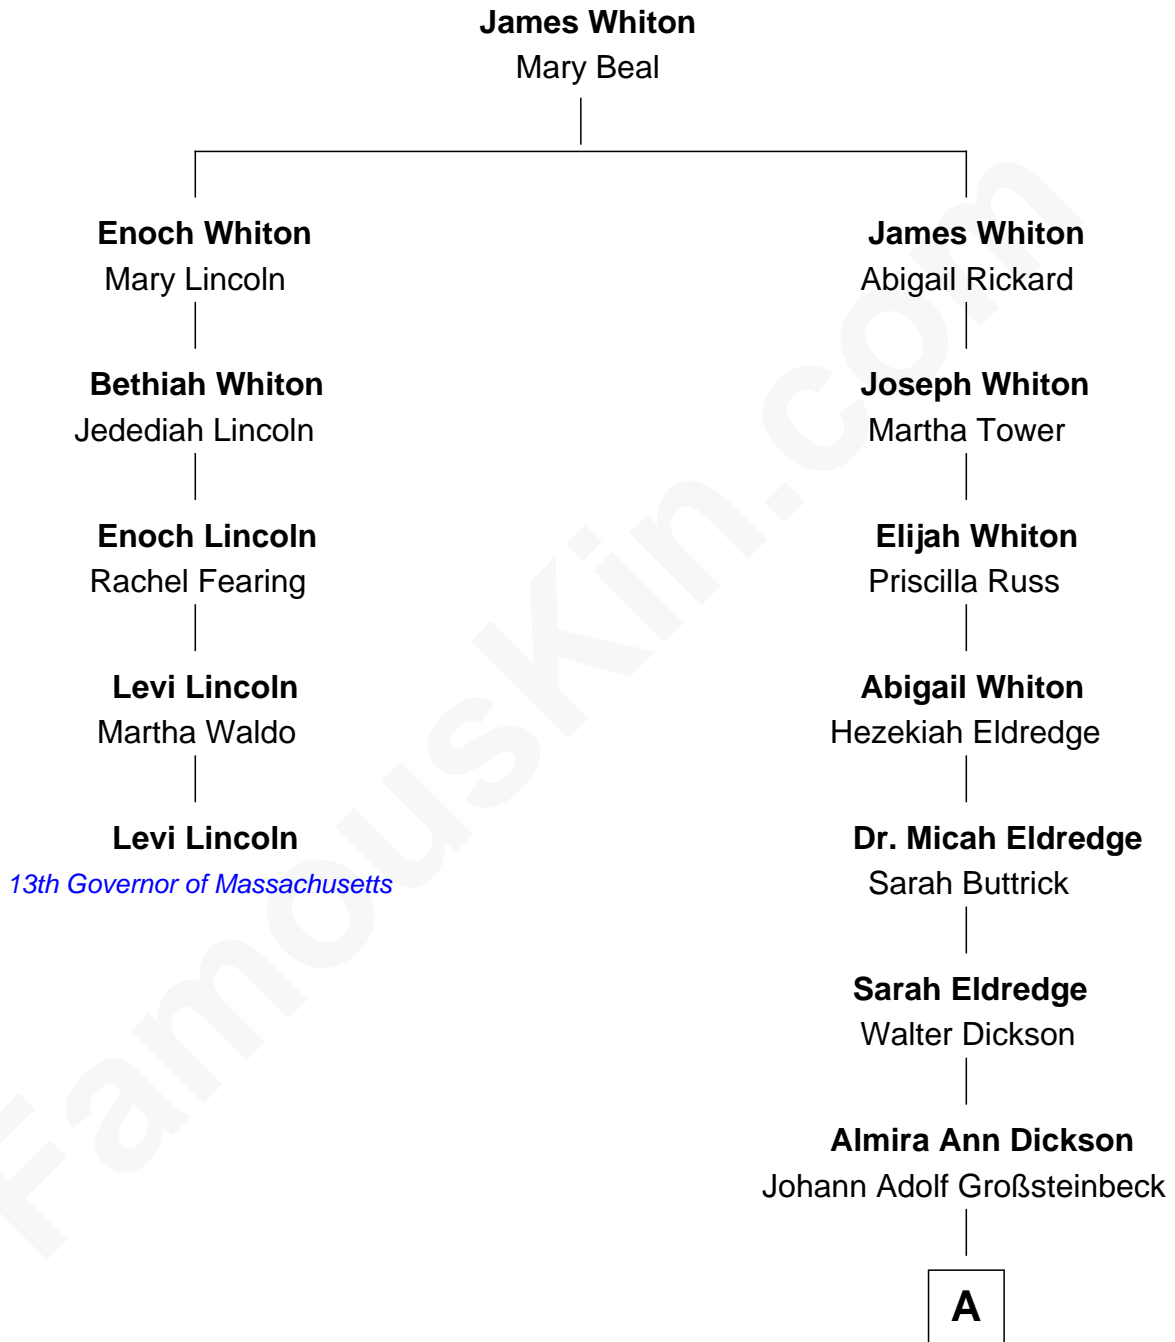 James Whiton
Mary Beal
Enoch Whiton
Mary Lincoln
James Whiton
Abigail Rickard
Bethiah Whiton
Jedediah Lincoln
Joseph Whiton
Martha Tower
Enoch Lincoln
Rachel Fearing
Elijah Whiton
Priscilla Russ
Levi Lincoln
Martha Waldo
Abigail Whiton
Hezekiah Eldredge
Levi Lincoln
13th Governor of Massachusetts
Dr. Micah Eldredge
Sarah Buttrick
Sarah Eldredge
Walter Dickson
Almira Ann Dickson
Johann Adolf Großsteinbeck
A
FamousKin.com